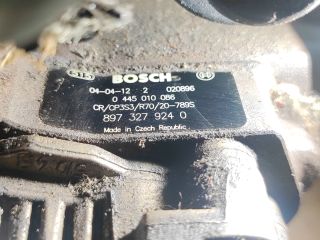 BOSCH
04-04-12 2 020896
0 445 010 086
CR/CP3S3/R70/20-789S
897 327 924 0
Made in Czech Republic